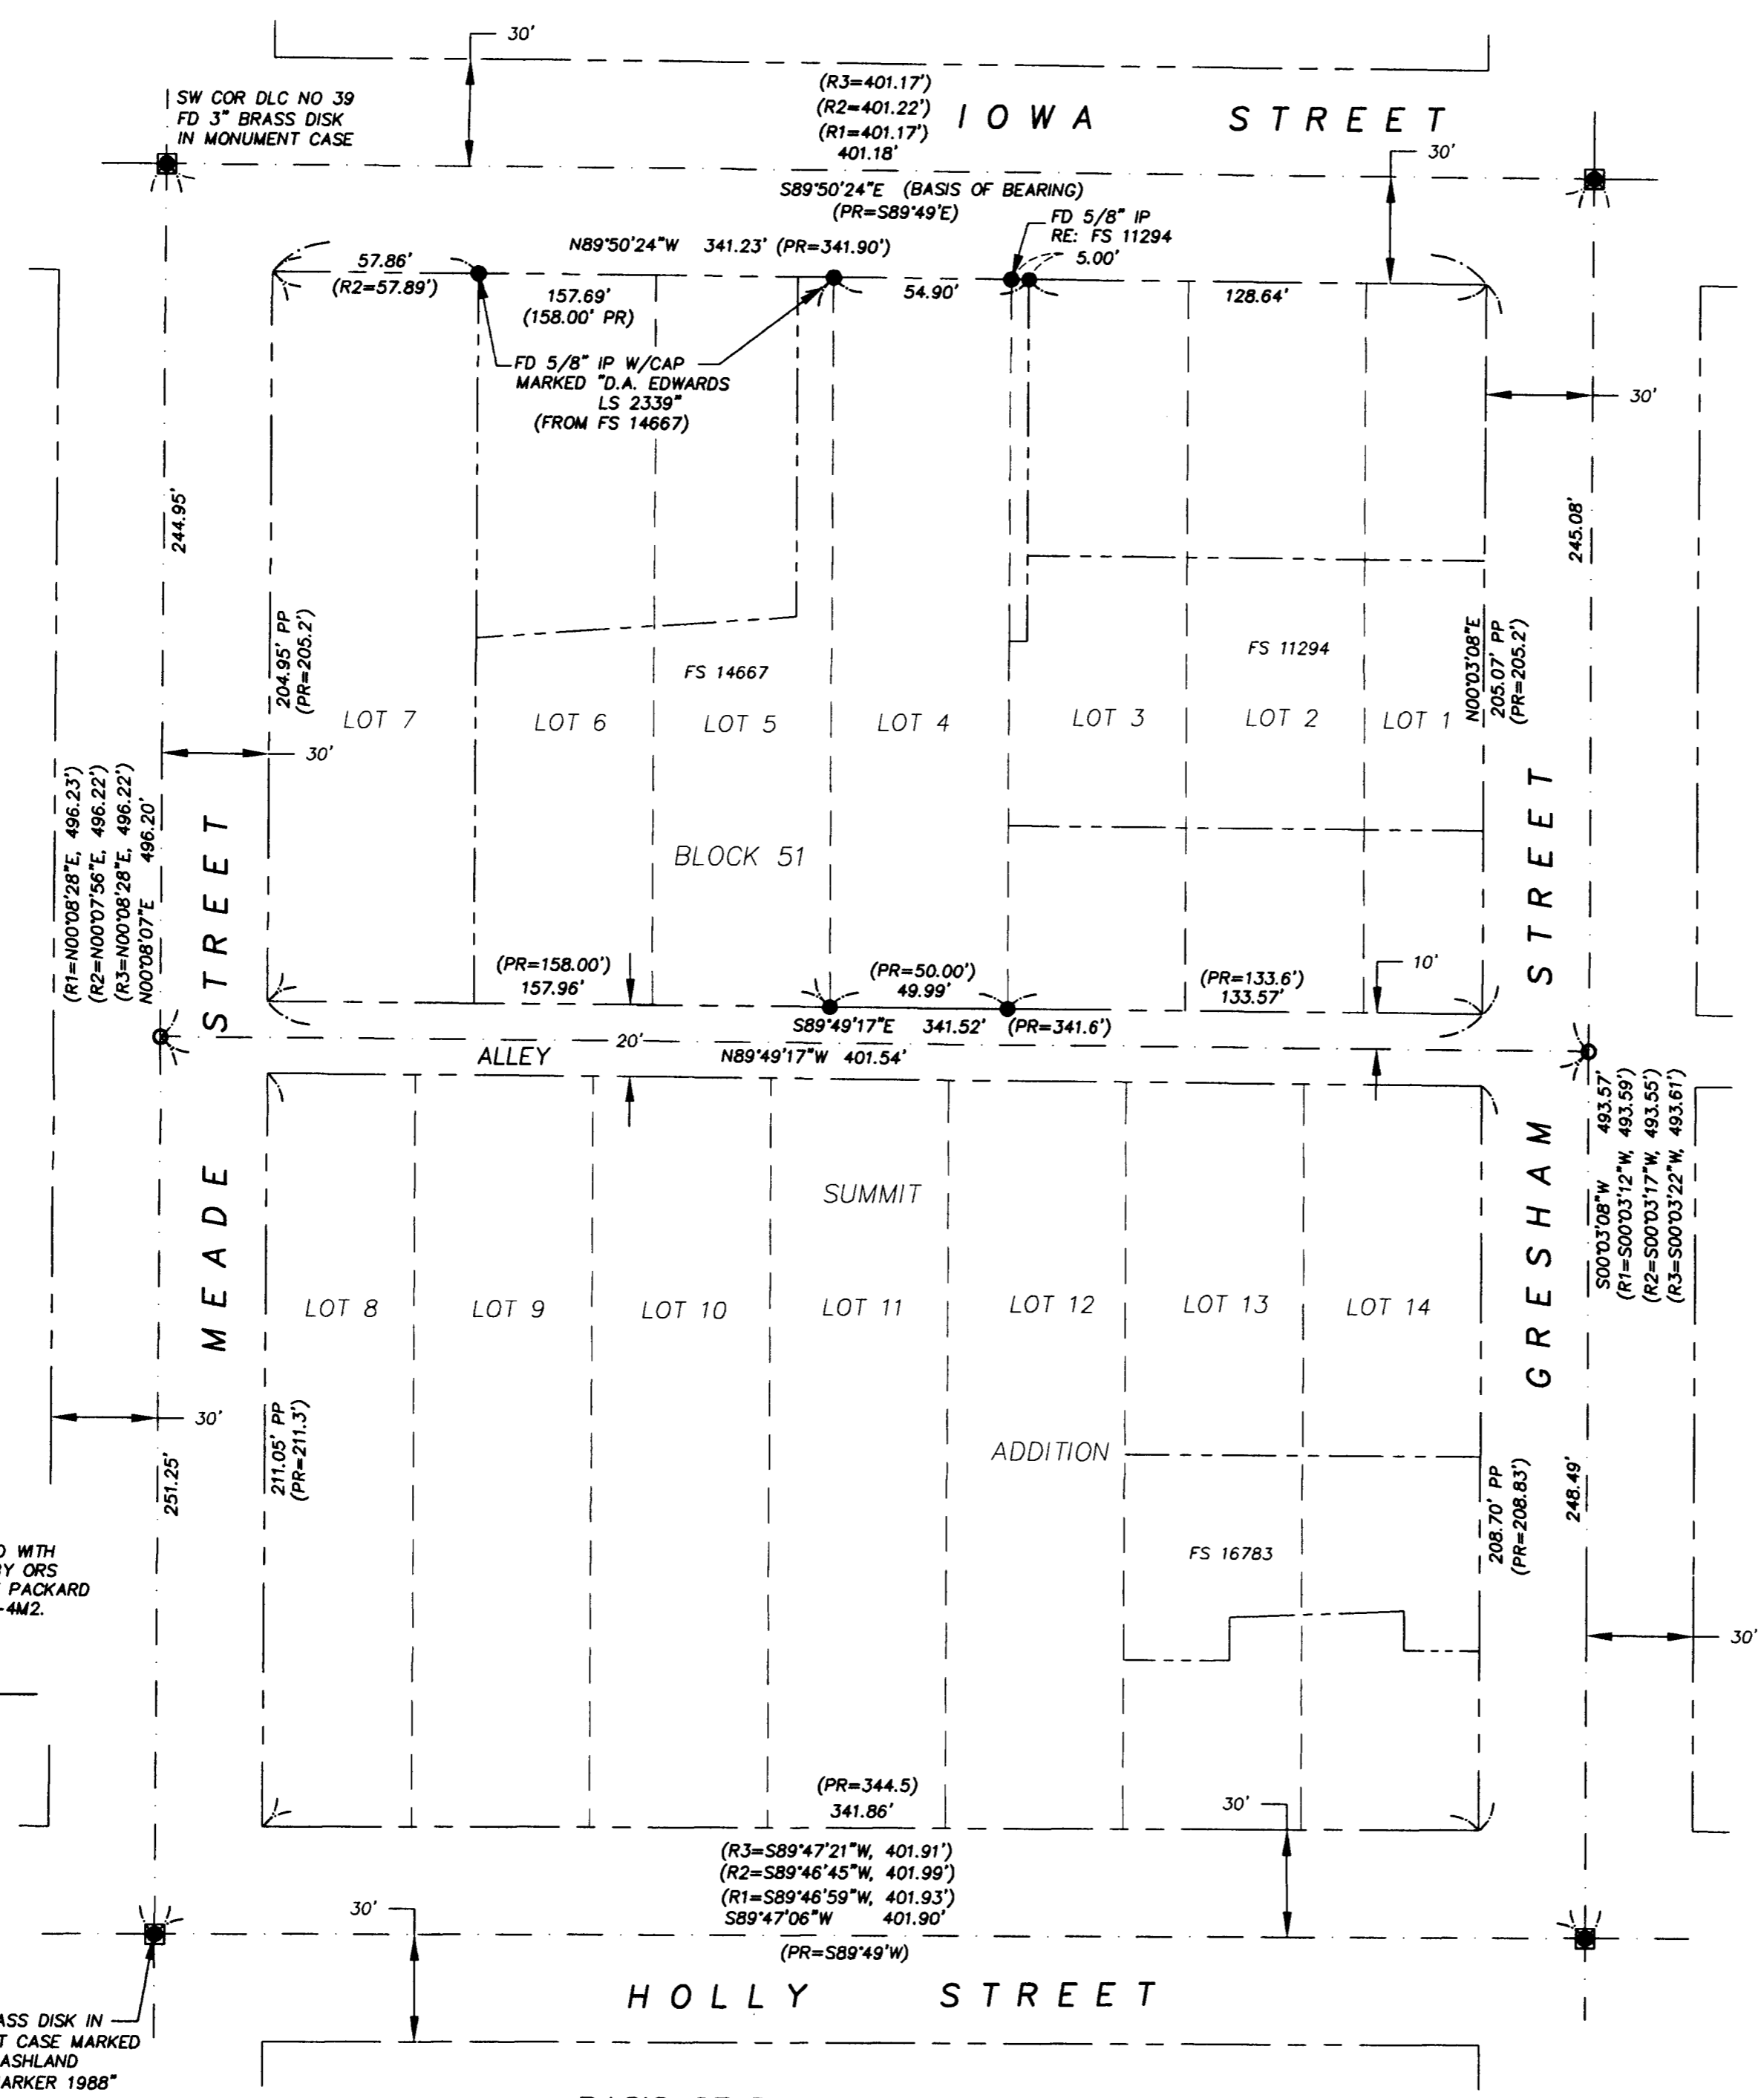 30'
SW COR DLC NO 39
FD 3" BRASS DISK
IN MONUMENT CASE
(R3=401.17')
(R2=401.22')
(R1=401.17')
401.18'
IOWA STREET
30'
S89°50'24"E (BASIS OF BEARING)
(PR=S89°49'E)
FD 5/8" IP
RE: FS 11294
5.00'
N89°50'24"W 341.23' (PR=341.90')
57.86'
(R2=57.89')
157.69'
(158.00' PR)
54.90'
128.64'
FD 5/8" IP W/CAP
MARKED "D.A. EDWARDS
LS 2339"
(FROM FS 14667)
30'
244.95'
245.08'
204.95' PP
(PR=205.2')
N00°03'08"E
205.07' PP
(PR=205.2')
FS 14667
FS 11294
LOT 7
LOT 6
LOT 5
LOT 4
LOT 3
LOT 2
LOT 1
30'
(R1=N00°08'28"E, 496.23')
(R2=N00°07'56"E, 496.22')
(R3=N00°08'28"E, 496.22')
N00°08'07"E 496.20'
BLOCK 51
MEADE STREET
GRESHAM STREET
(PR=158.00')
157.96'
(PR=50.00')
49.99'
(PR=133.6')
133.57'
10'
S89°49'17"E 341.52' (PR=341.6')
20'
ALLEY
N89°49'17"W 401.54'
S00°03'08"W 493.57'
(R1=S00°03'12"W, 493.59')
(R2=S00°03'17"W, 493.55')
(R3=S00°03'22"W, 493.61')
SUMMIT
LOT 8
LOT 9
LOT 10
LOT 11
LOT 12
LOT 13
LOT 14
30'
251.25'
211.05' PP
(PR=211.3')
ADDITION
208.70' PP
(PR=208.83')
248.49'
FS 16783
WITH
BY ORS
PACKARD
-4M2.
30'
(PR=344.5)
341.86'
30'
(R3=S89°47'21"W, 401.91')
(R2=S89°46'45"W, 401.99')
(R1=S89°46'59"W, 401.93')
S89°47'06"W 401.90'
(PR=S89°49'W)
30'
HOLLY STREET
ASS DISK IN
T CASE MARKED
ASHLAND
ARKER 1988"